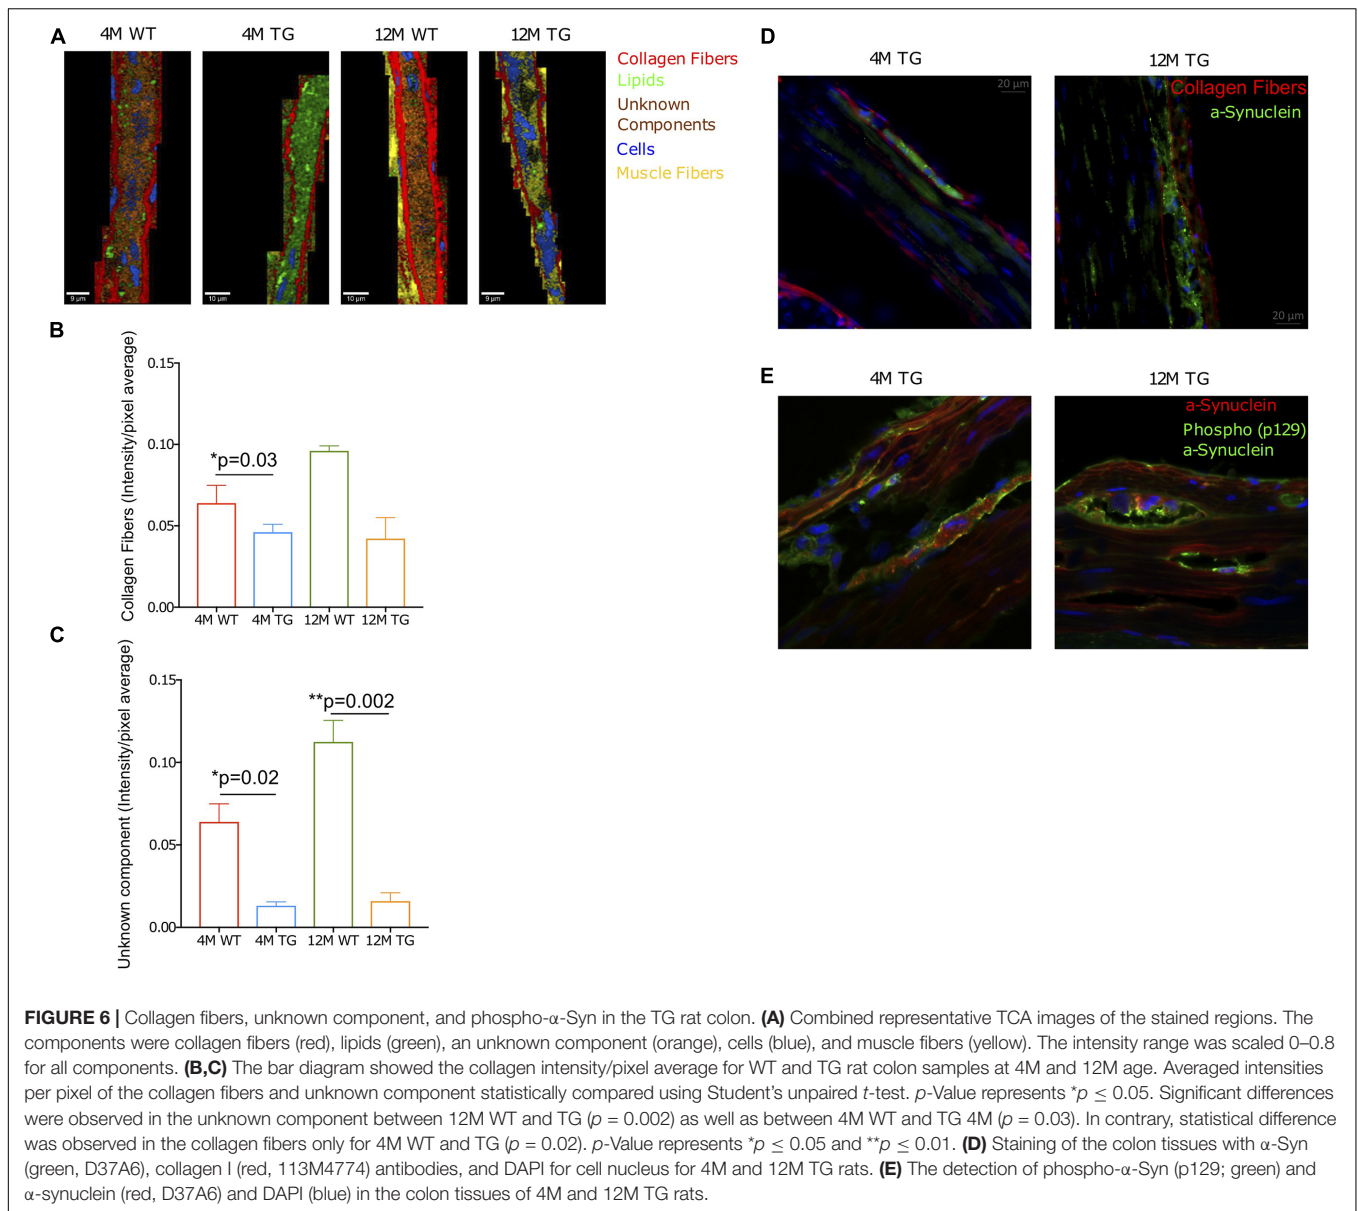 A
4M WT
4M TG
12M WT
12M TG
Collagen Fibers
Lipids
Unknown
Components
Cells
Muscle Fibers
9 µm
10 µm
10 µm
9 µm
B
Collagen Fibers (Intensity/pixel average)
0.15
0.10
0.05
0.00
*p=0.03
4M WT
4M TG
12M WT
12M TG
C
Unknown component (Intensity/pixel average)
0.15
0.10
0.05
0.00
*p=0.02
**p=0.002
4M WT
4M TG
12M WT
12M TG
D
4M TG
12M TG
20 µm
Collagen Fibers
a-Synuclein
20 µm
E
4M TG
12M TG
a-Synuclein
Phospho (p129)
a-Synuclein
FIGURE 6 | Collagen fibers, unknown component, and phospho-α-Syn in the TG rat colon. (A) Combined representative TCA images of the stained regions. The
components were collagen fibers (red), lipids (green), an unknown component (orange), cells (blue), and muscle fibers (yellow). The intensity range was scaled 0–0.8
for all components. (B,C) The bar diagram showed the collagen intensity/pixel average for WT and TG rat colon samples at 4M and 12M age. Averaged intensities
per pixel of the collagen fibers and unknown component statistically compared using Student's unpaired t-test. p-Value represents *p ≤ 0.05. Significant differences
were observed in the unknown component between 12M WT and TG (p = 0.002) as well as between 4M WT and TG 4M (p = 0.03). In contrary, statistical difference
was observed in the collagen fibers only for 4M WT and TG (p = 0.02). p-Value represents *p ≤ 0.05 and **p ≤ 0.01. (D) Staining of the colon tissues with α-Syn
(green, D37A6), collagen I (red, 113M4774) antibodies, and DAPI for cell nucleus for 4M and 12M TG rats. (E) The detection of phospho-α-Syn (p129; green) and
α-synuclein (red, D37A6) and DAPI (blue) in the colon tissues of 4M and 12M TG rats.